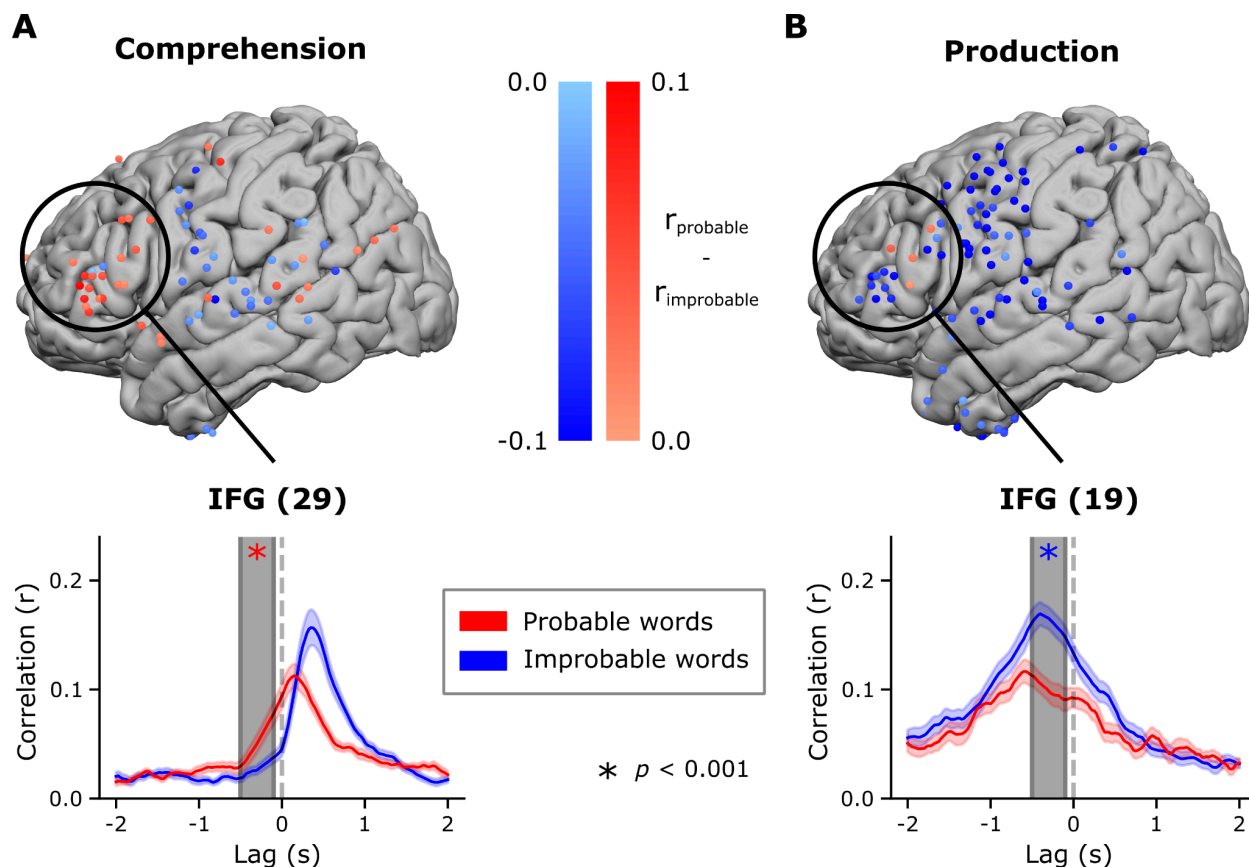 A
Comprehension
B
Production
0.0
0.1
-0.1
0.0
r_probable
-
r_improbable
IFG (29)
IFG (19)
*
0.2
0.1
0.0
Correlation (r)
-2
-1
0
1
2
Lag (s)
Probable words
Improbable words
* p < 0.001
*
0.2
0.1
0.0
Correlation (r)
-2
-1
0
1
2
Lag (s)